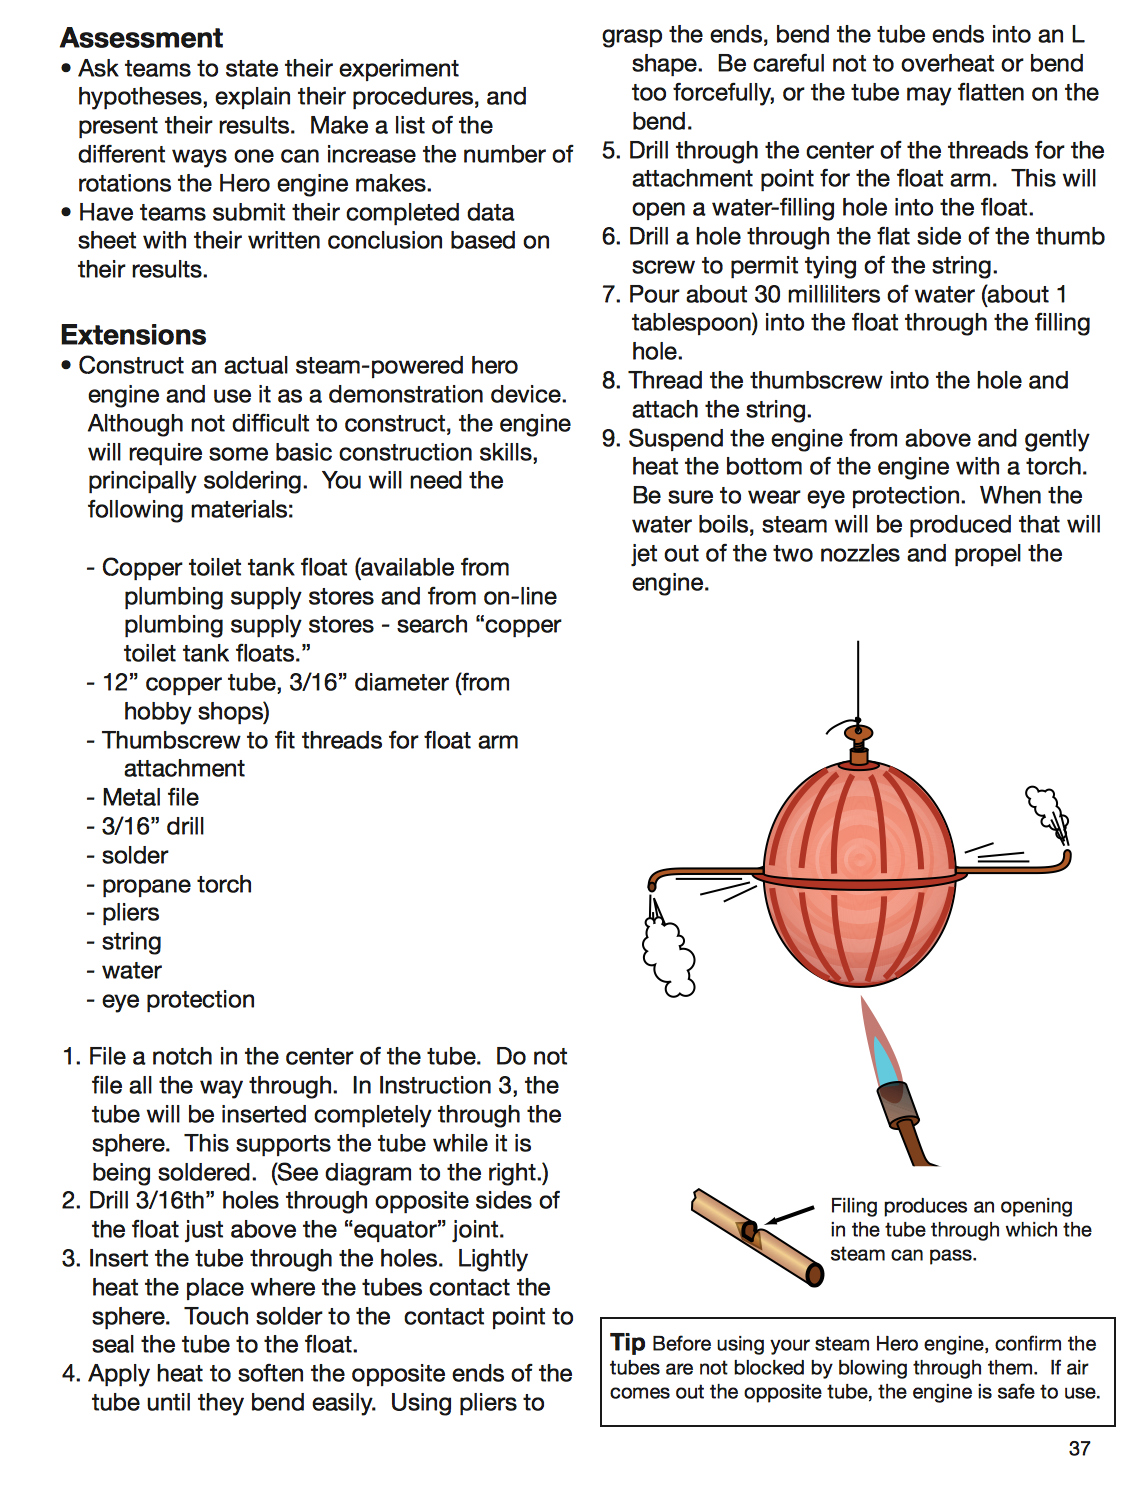 Assessment
• Ask teams to state their experiment
hypotheses, explain their procedures, and
present their results.  Make a list of the
different ways one can increase the number of
rotations the Hero engine makes.
• Have teams submit their completed data
sheet with their written conclusion based on
their results.
Extensions
• Construct an actual steam-powered hero
engine and use it as a demonstration device.
Although not difficult to construct, the engine
will require some basic construction skills,
principally soldering.  You will need the
following materials:
- Copper toilet tank float (available from
plumbing supply stores and from on-line
plumbing supply stores - search “copper
toilet tank floats.”
- 12” copper tube, 3/16” diameter (from
hobby shops)
- Thumbscrew to fit threads for float arm
attachment
- Metal file
- 3/16” drill
- solder
- propane torch
- pliers
- string
- water
- eye protection
1. File a notch in the center of the tube.  Do not
file all the way through.  In Instruction 3, the
tube will be inserted completely through the
sphere.  This supports the tube while it is
being soldered.  (See diagram to the right.)
2. Drill 3/16th” holes through opposite sides of
the float just above the “equator” joint.
3. Insert the tube through the holes.  Lightly
heat the place where the tubes contact the
sphere.  Touch solder to the  contact point to
seal the tube to the float.
4. Apply heat to soften the opposite ends of the
tube until they bend easily.  Using pliers to
grasp the ends, bend the tube ends into an L
shape.  Be careful not to overheat or bend
too forcefully, or the tube may flatten on the
bend.
5. Drill through the center of the threads for the
attachment point for the float arm.  This will
open a water-filling hole into the float.
6. Drill a hole through the flat side of the thumb
screw to permit tying of the string.
7. Pour about 30 milliliters of water (about 1
tablespoon) into the float through the filling
hole.
8. Thread the thumbscrew into the hole and
attach the string.
9. Suspend the engine from above and gently
heat the bottom of the engine with a torch.
Be sure to wear eye protection.  When the
water boils, steam will be produced that will
jet out of the two nozzles and propel the
engine.
Filing produces an opening
in the tube through which the
steam can pass.
Tip Before using your steam Hero engine, confirm the
tubes are not blocked by blowing through them.  If air
comes out the opposite tube, the engine is safe to use.
37